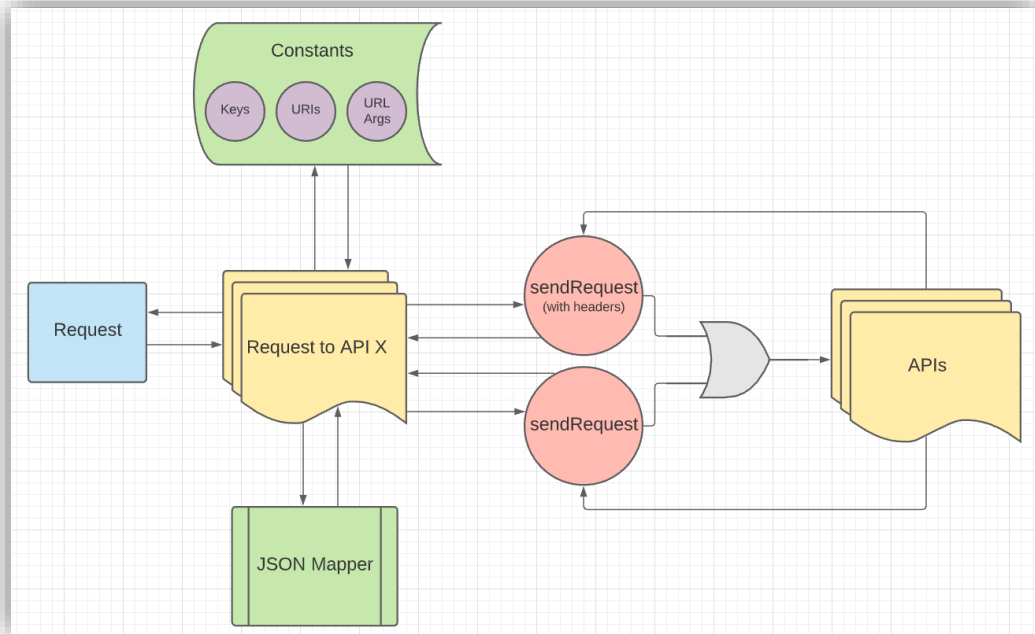 Constants
Keys
URIs
URL
Args
Request
Request to API X
sendRequest
(with headers)
sendRequest
APIs
JSON Mapper